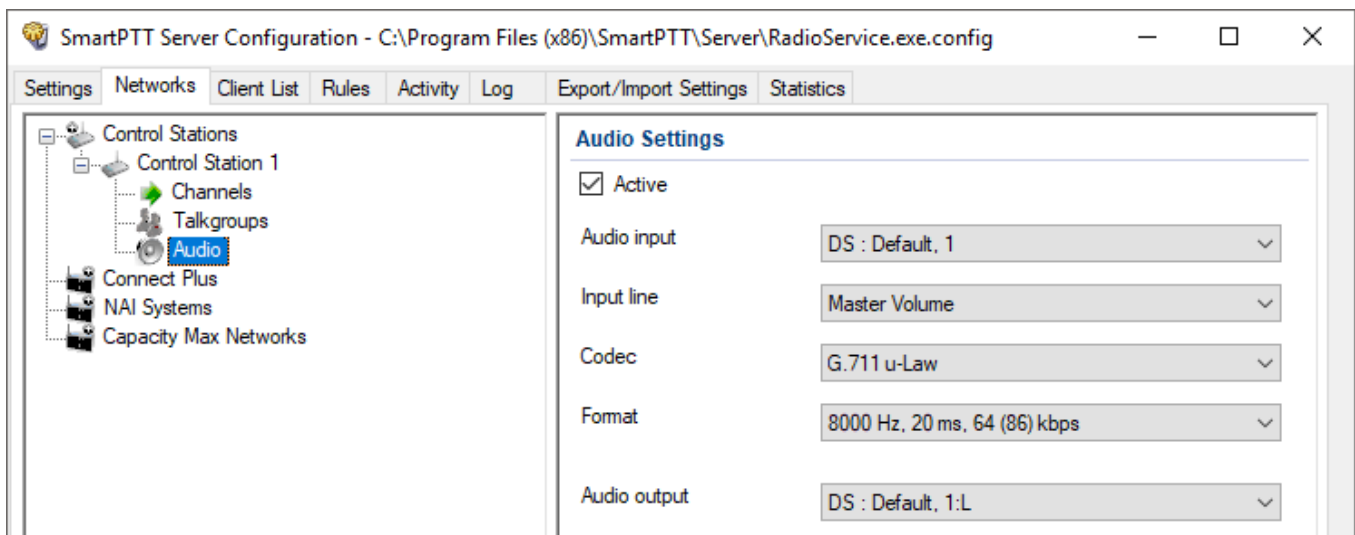 SmartPTT Server Configuration - C:\Program Files (x86)\SmartPTT\Server\RadioService.exe.config
Settings Networks Client List Rules Activity Log Export/Import Settings Statistics
Control Stations
Control Station 1
Channels
Talkgroups
Audio
Connect Plus
NAI Systems
Capacity Max Networks
Audio Settings
Active
Audio input DS : Default, 1
Input line Master Volume
Codec G.711 u-Law
Format 8000 Hz, 20 ms, 64 (86) kbps
Audio output DS : Default, 1:L